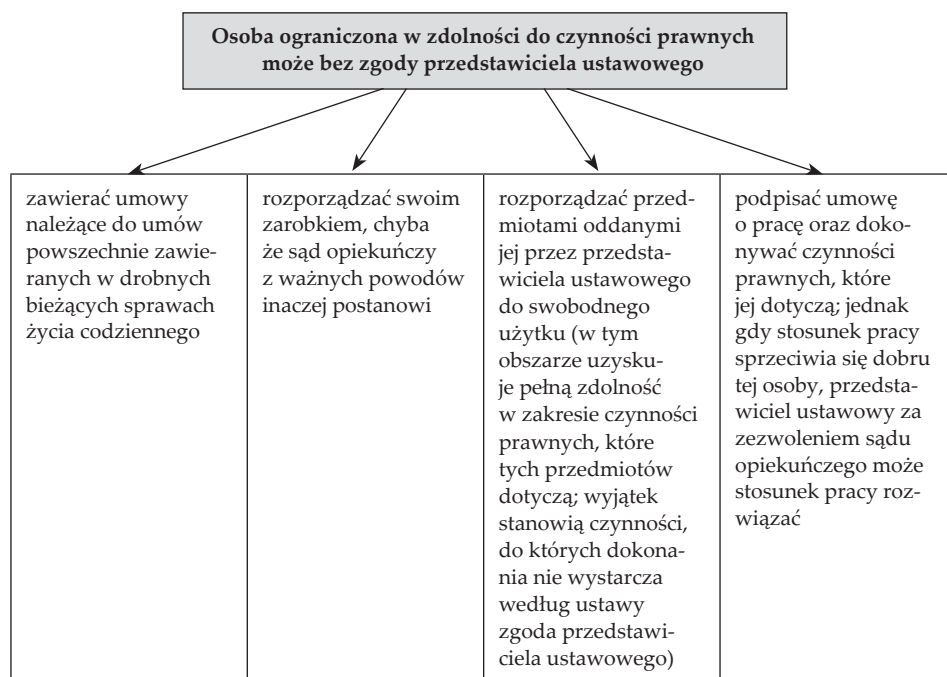 Osoba ograniczona w zdolności do czynności prawnych
może bez zgody przedstawiciela ustawowego
zawierać umowy
należące do umów
powszechnie zawie-
ranych w drobnych
bieżących sprawach
życia codziennego
rozporządzać swoim
zarobkiem, chyba
że sąd opiekuńczy
z ważnych powodów
inaczej postanowi
rozporządzać przed-
miotami oddanymi
jej przez przedsta-
wiciela ustawowego
do swobodnego
użytku (w tym
obszarze uzysku-
je pełną zdolność
w zakresie czynności
prawnych, które
tych przedmiotów
dotyczą; wyjątek
stanowią czynności,
do których dokona-
nia nie wystarcza
według ustawy
zgoda przedstawi-
ciela ustawowego)
podpisać umowę
o pracę oraz doko-
nywać czynności
prawnych, które
jej dotyczą; jednak
gdy stosunek pracy
sprzeciwia się dobru
tej osoby, przedsta-
wiciel ustawowy za
zezwoleniem sądu
opiekuńczego może
stosunek pracy roz-
wiązać